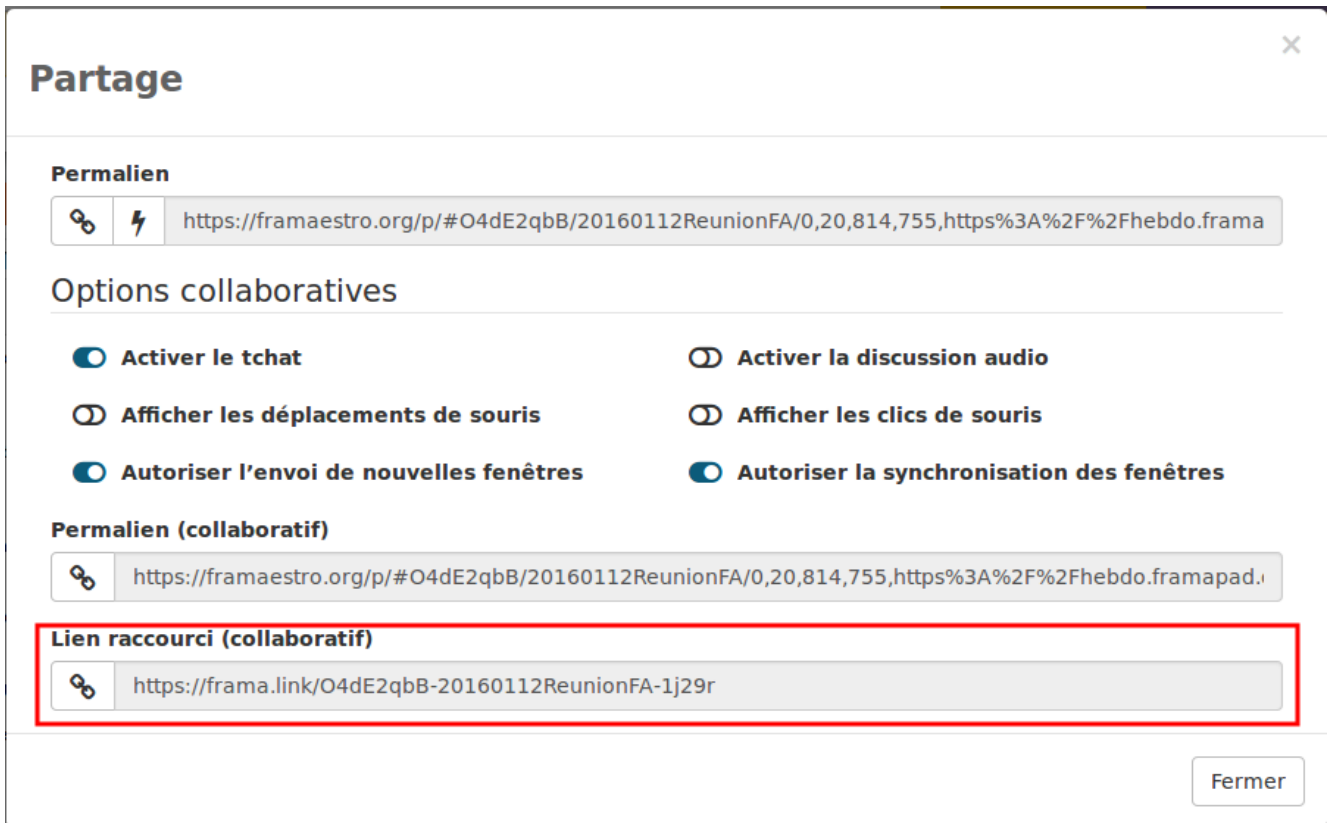 Partage
Permalien
https://framaestro.org/p/#O4dE2qbB/20160112ReunionFA/0,20,814,755,https%3A%2F%2Fhebdo.frama
Options collaboratives
Activer le tchat
Activer la discussion audio
Afficher les déplacements de souris
Afficher les clics de souris
Autoriser l’envoi de nouvelles fenêtres
Autoriser la synchronisation des fenêtres
Permalien (collaboratif)
https://framaestro.org/p/#O4dE2qbB/20160112ReunionFA/0,20,814,755,https%3A%2F%2Fhebdo.framapad.
Lien raccourci (collaboratif)
https://frama.link/O4dE2qbB-20160112ReunionFA-1j29r
Fermer